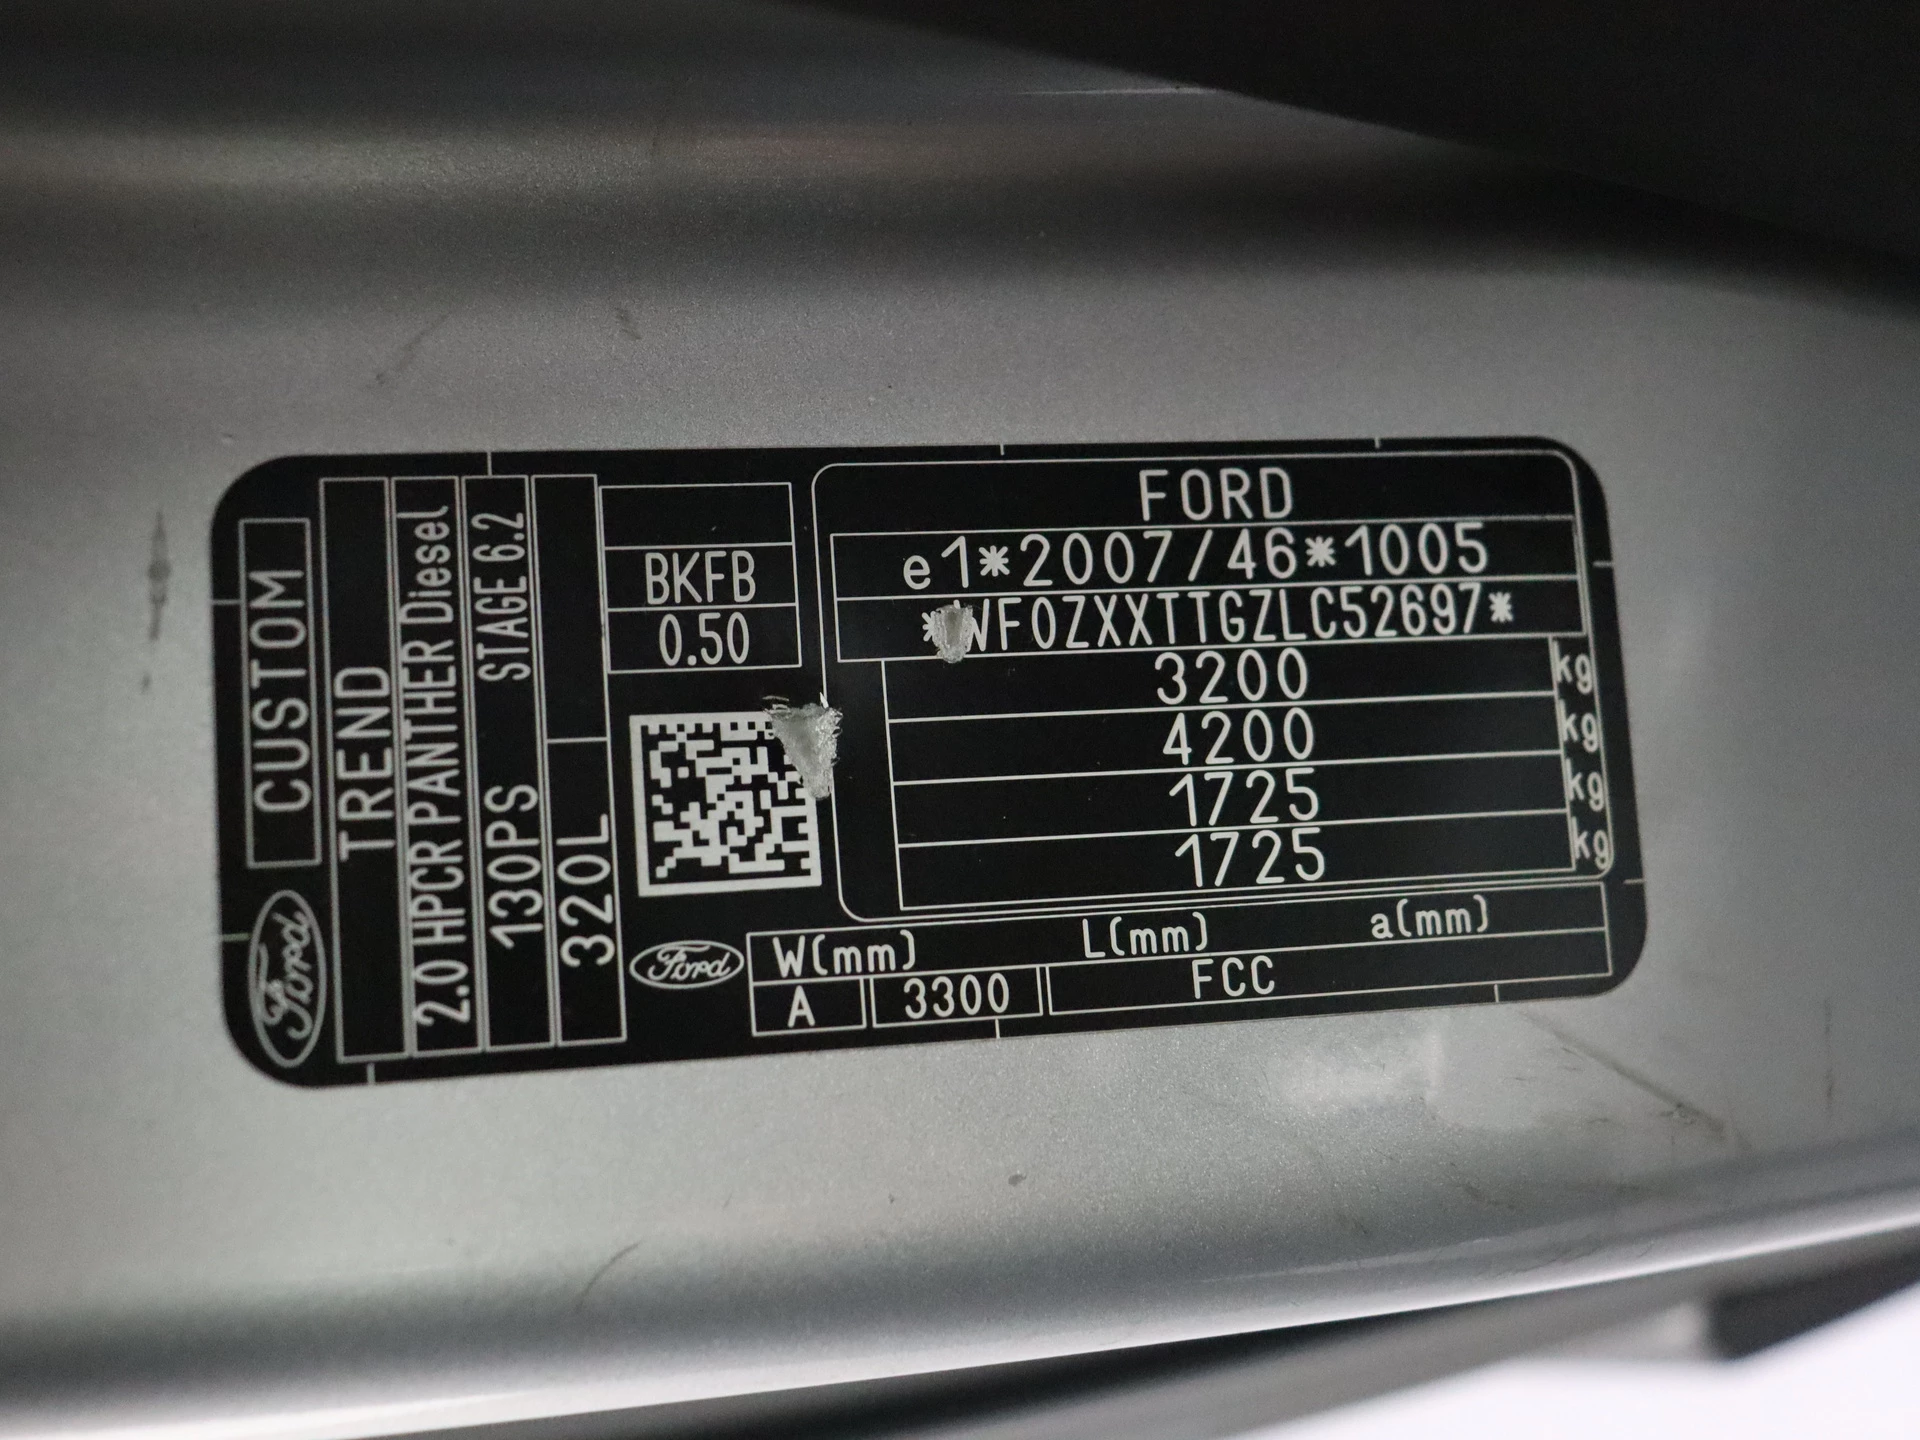 CUSTOM
Ford
TREND
2.0 HPCR PANTHER Diesel
130PS STAGE 6.2
320L
BKFB
0.50
FORD
e1*2007/46*1005
*WF0ZXXTTGZLC52697*
3200 kg
4200 kg
1725 kg
1725 kg
Ford
W(mm) L(mm) a(mm)
A 3300 FCC